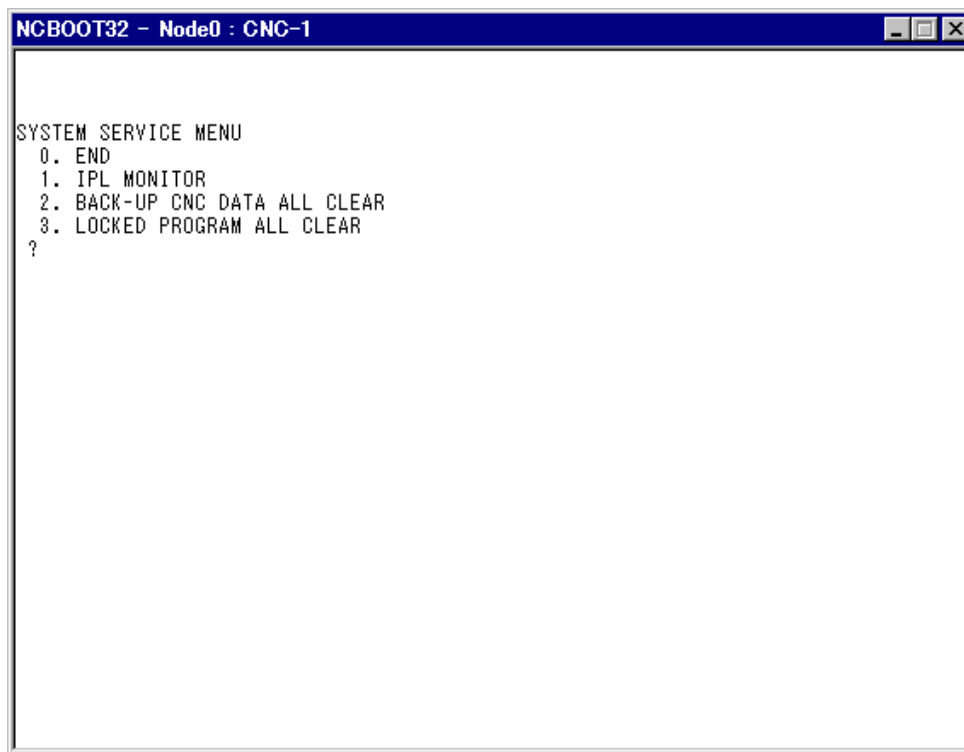 NCBOOT32 - Node0 : CNC-1
SYSTEM SERVICE MENU
0. END
1. IPL MONITOR
2. BACK-UP CNC DATA ALL CLEAR
3. LOCKED PROGRAM ALL CLEAR
?